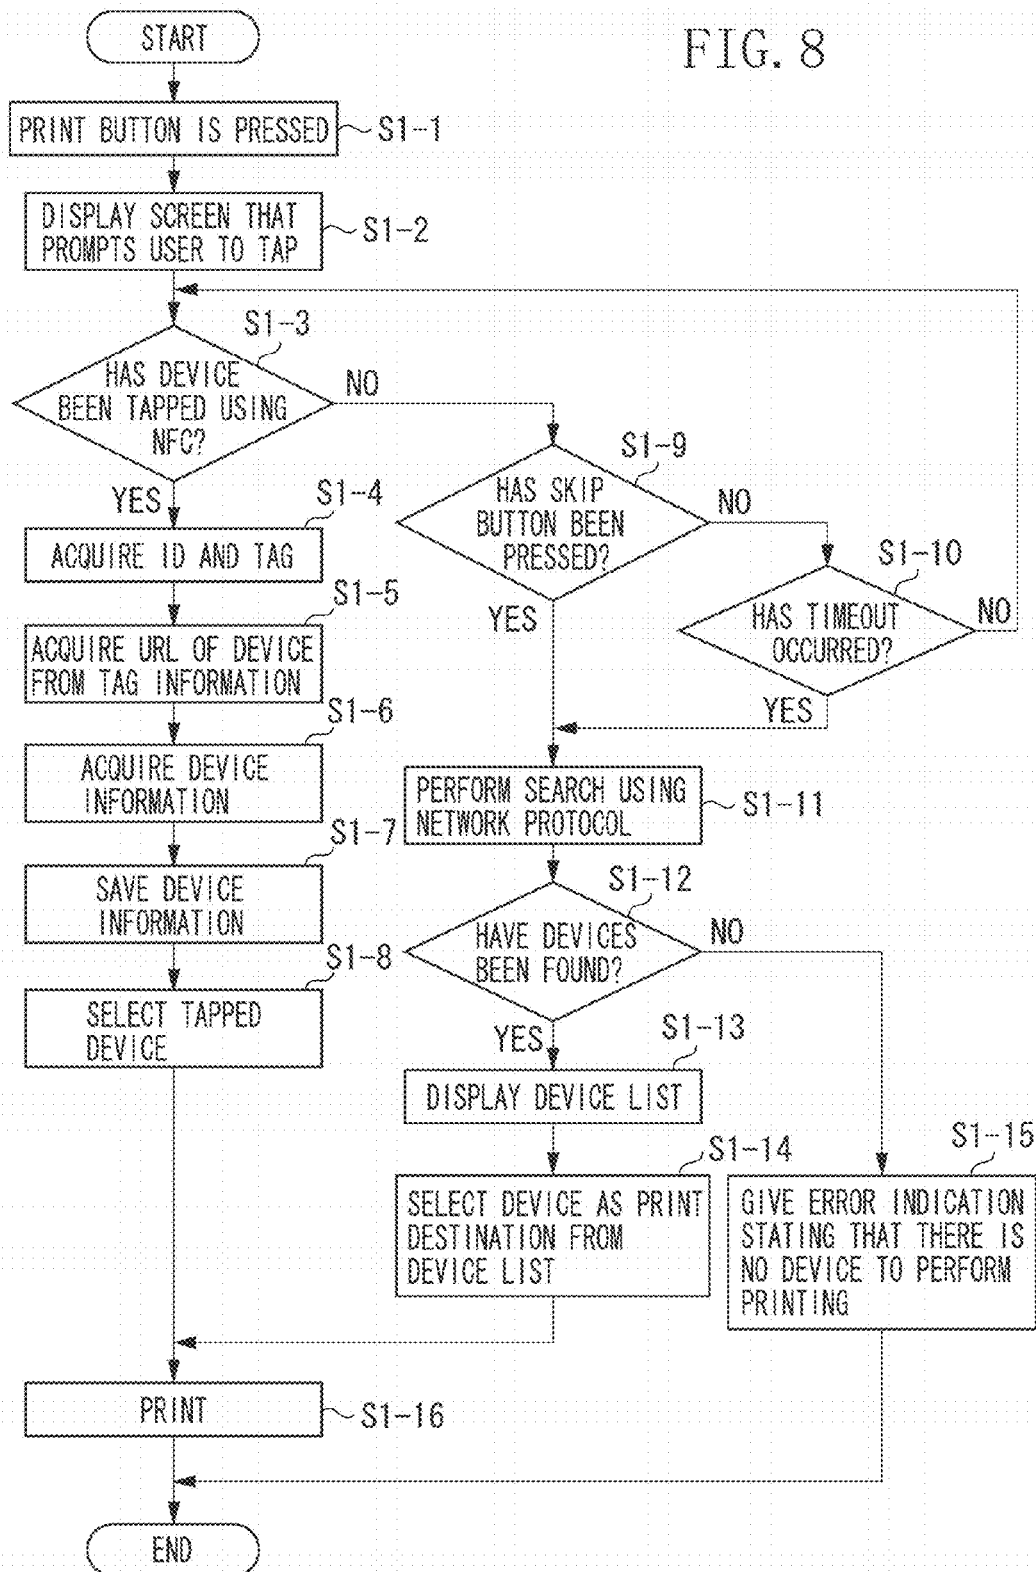 FIG. 8
START
PRINT BUTTON IS PRESSED
S1-1
DISPLAY SCREEN THAT
PROMPTS USER TO TAP
S1-2
S1-3
HAS DEVICE
BEEN TAPPED USING
NFC?
NO
YES
S1-4
ACQUIRE ID AND TAG
S1-5
ACQUIRE URL OF DEVICE
FROM TAG INFORMATION
S1-6
ACQUIRE DEVICE
INFORMATION
S1-7
SAVE DEVICE
INFORMATION
S1-8
SELECT TAPPED
DEVICE
S1-9
HAS SKIP
BUTTON BEEN
PRESSED?
NO
YES
S1-10
HAS TIMEOUT
OCCURRED?
NO
YES
PERFORM SEARCH USING
NETWORK PROTOCOL
S1-11
S1-12
HAVE DEVICES
BEEN FOUND?
NO
YES
S1-13
DISPLAY DEVICE LIST
S1-14
SELECT DEVICE AS PRINT
DESTINATION FROM
DEVICE LIST
S1-15
GIVE ERROR INDICATION
STATING THAT THERE IS
NO DEVICE TO PERFORM
PRINTING
PRINT
S1-16
END